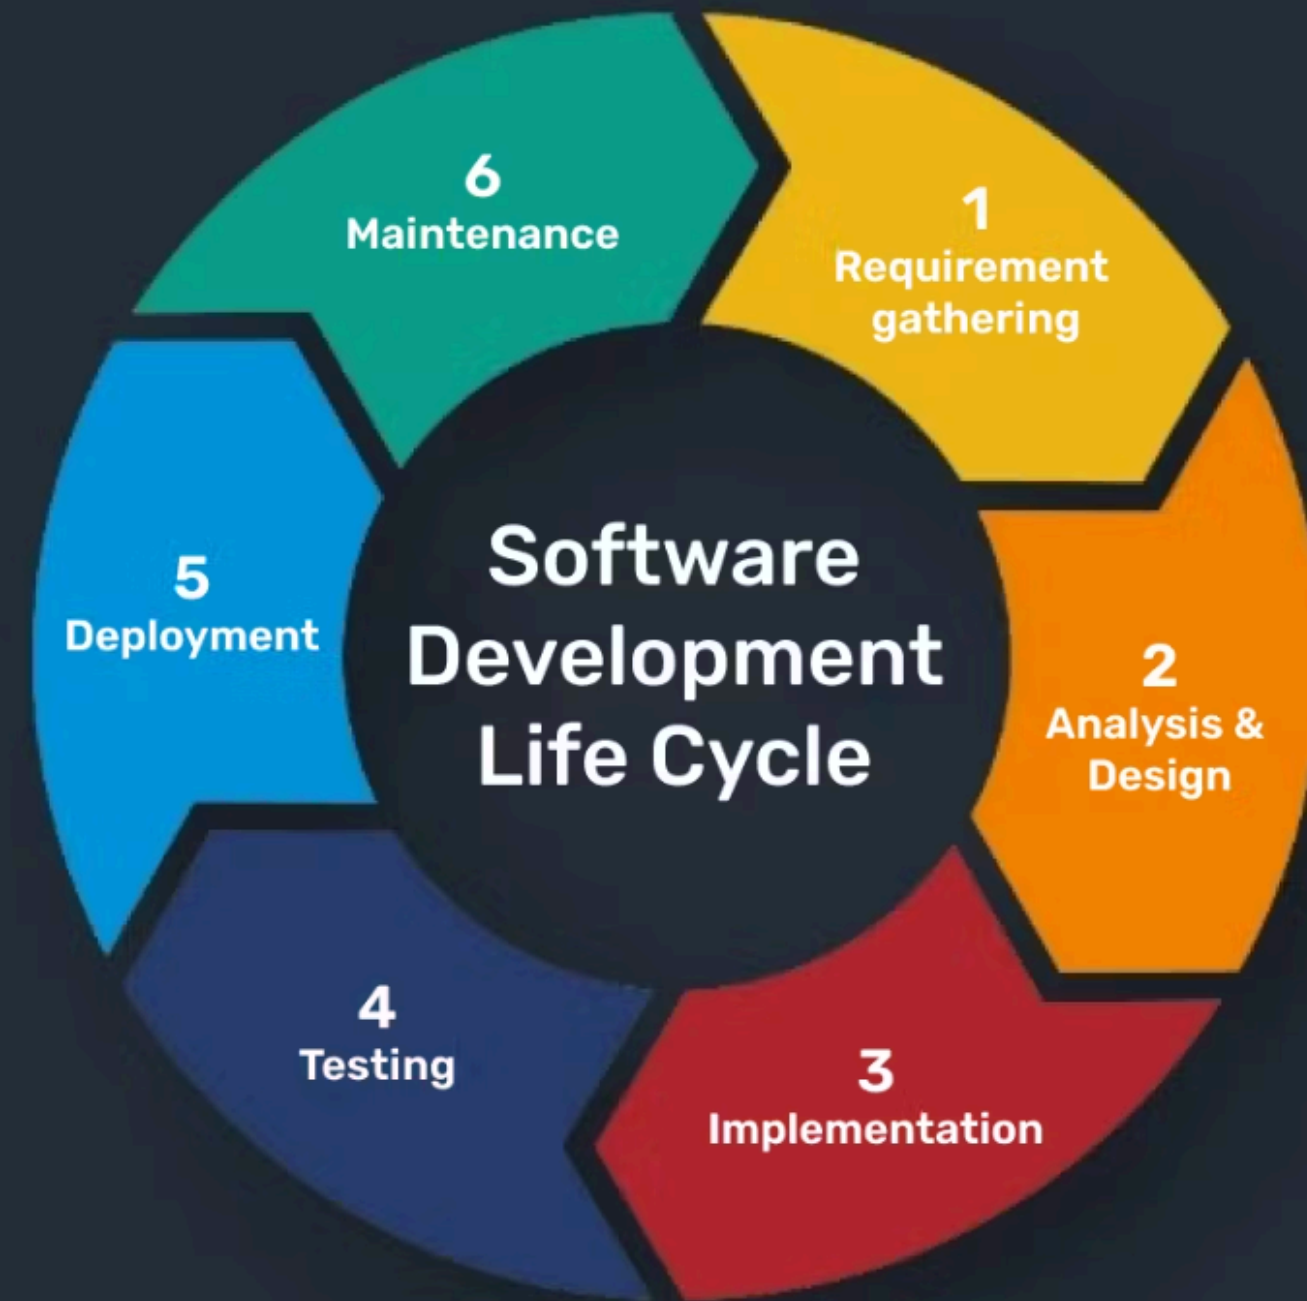 Software
Development
Life Cycle
1
Requirement
gathering
2
Analysis &
Design
3
Implementation
4
Testing
5
Deployment
6
Maintenance